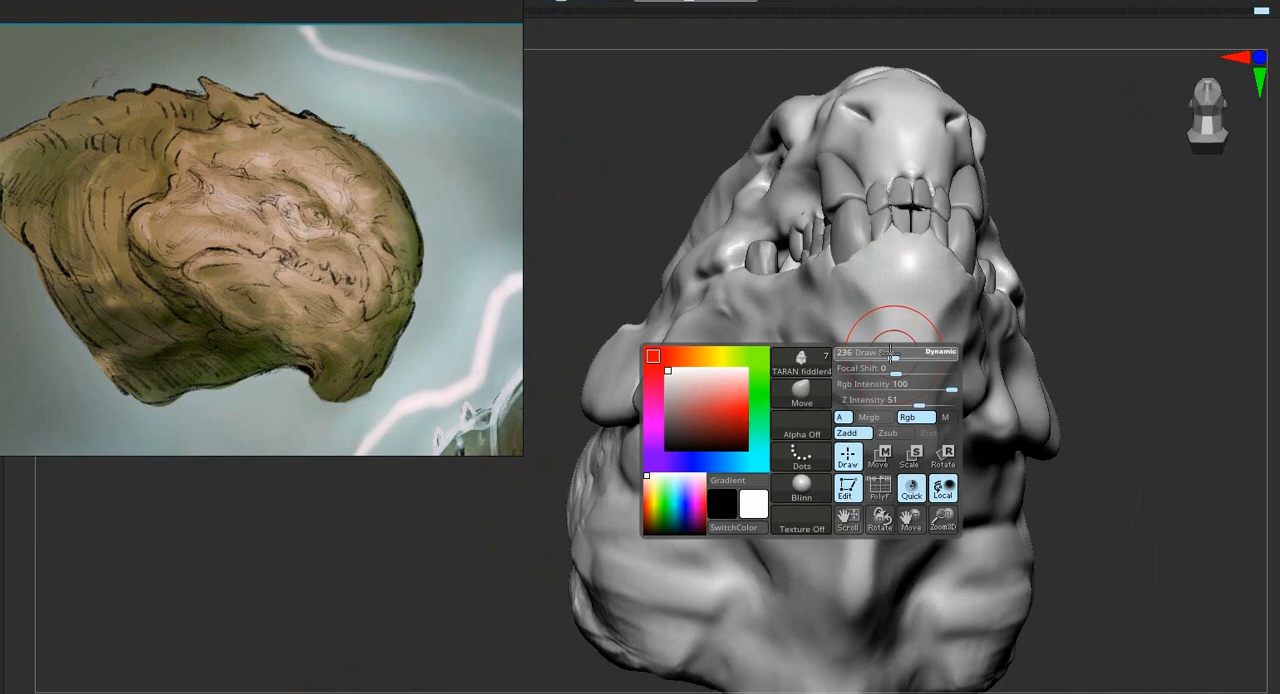 7
TARAN fiddler4
Move
Alpha Off
Dots
Blinn
Texture Off
Gradient
SwitchColor
236 Draw Dynamic
Focal Shift 0
Rgb Intensity 100
Z Intensity 51
A Mrgb Rgb M
Zadd Zsub Zcut
Draw Move Scale Rotate
M S R
Edit PolyF Quick Local
Scroll Rotate Move Zoom3D